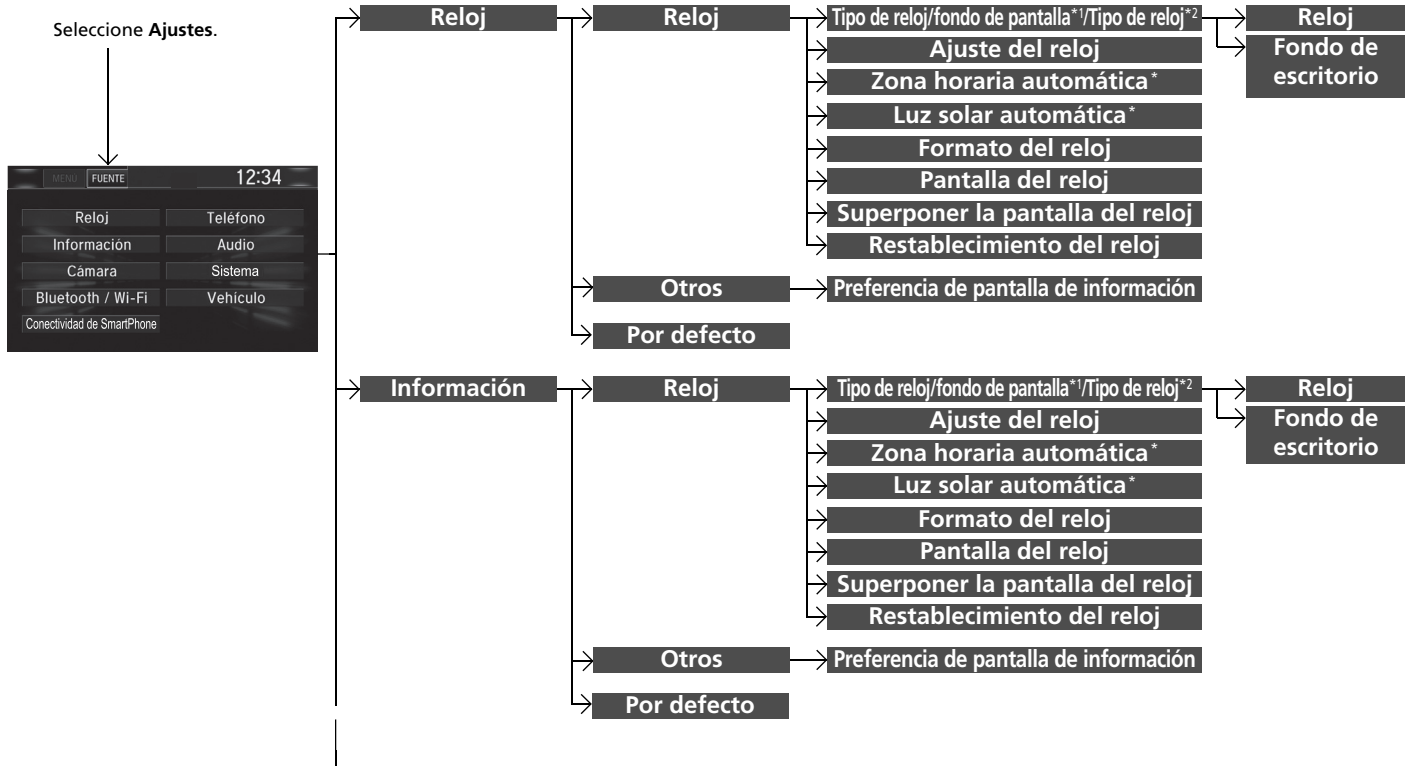 Seleccione Ajustes.
MENÚ FUENTE 12:34
Reloj Teléfono
Información Audio
Cámara Sistema
Bluetooth / Wi-Fi Vehículo
Conectividad de SmartPhone
Reloj
Reloj
Tipo de reloj/fondo de pantalla*1/Tipo de reloj*2
Reloj
Fondo de
escritorio
Ajuste del reloj
Zona horaria automática*
Luz solar automática*
Formato del reloj
Pantalla del reloj
Superponer la pantalla del reloj
Restablecimiento del reloj
Otros
Preferencia de pantalla de información
Por defecto
Información
Reloj
Tipo de reloj/fondo de pantalla*1/Tipo de reloj*2
Reloj
Fondo de
escritorio
Ajuste del reloj
Zona horaria automática*
Luz solar automática*
Formato del reloj
Pantalla del reloj
Superponer la pantalla del reloj
Restablecimiento del reloj
Otros
Preferencia de pantalla de información
Por defecto